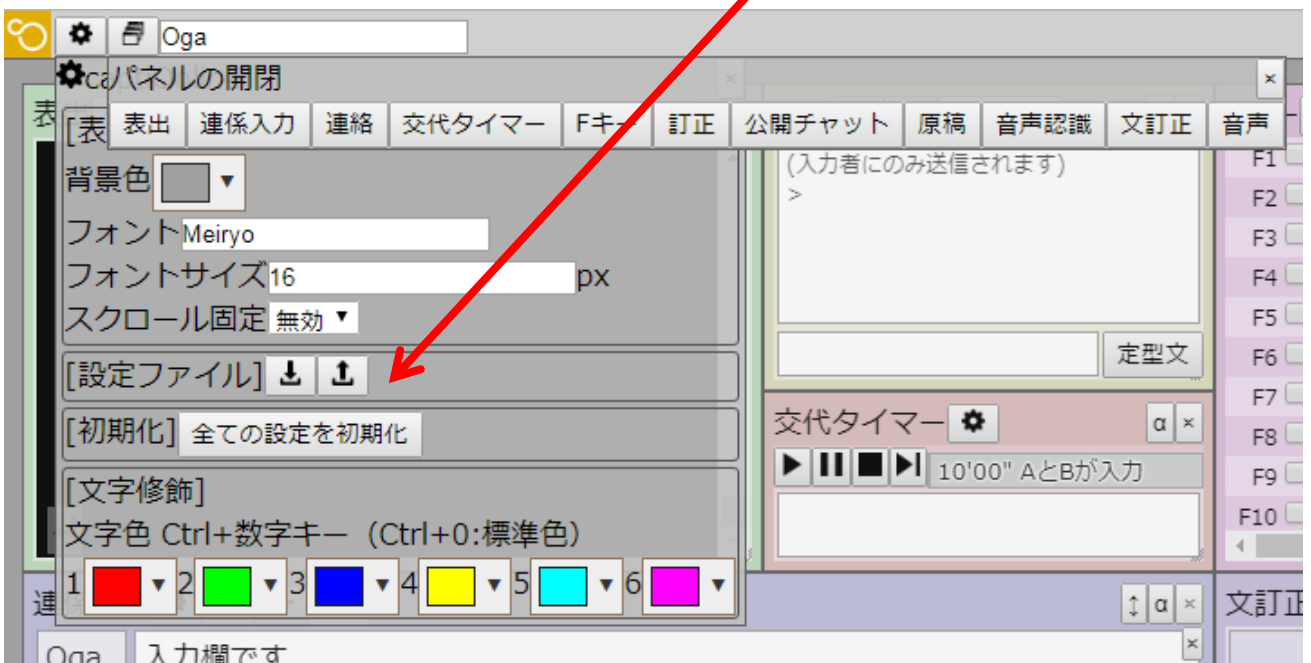 Oga
パネルの開閉
表出 連係入力 連絡 交代タイマー Fキー 訂正 公開チャット 原稿 音声認識 文訂正 音声
[表
背景色
フォント Meiryo
フォントサイズ 16 px
スクロール固定 無効
[設定ファイル]
[初期化] 全ての設定を初期化
[文字修飾]
文字色 Ctrl+数字キー（Ctrl+0:標準色）
1 2 3 4 5 6
(入力者にのみ送信されます)
>
定型文
交代タイマー α ×
10'00" AとBが入力
F1
F2
F3
F4
F5
F6
F7
F8
F9
F10
連
α ×
文訂正
Oga 入力欄です